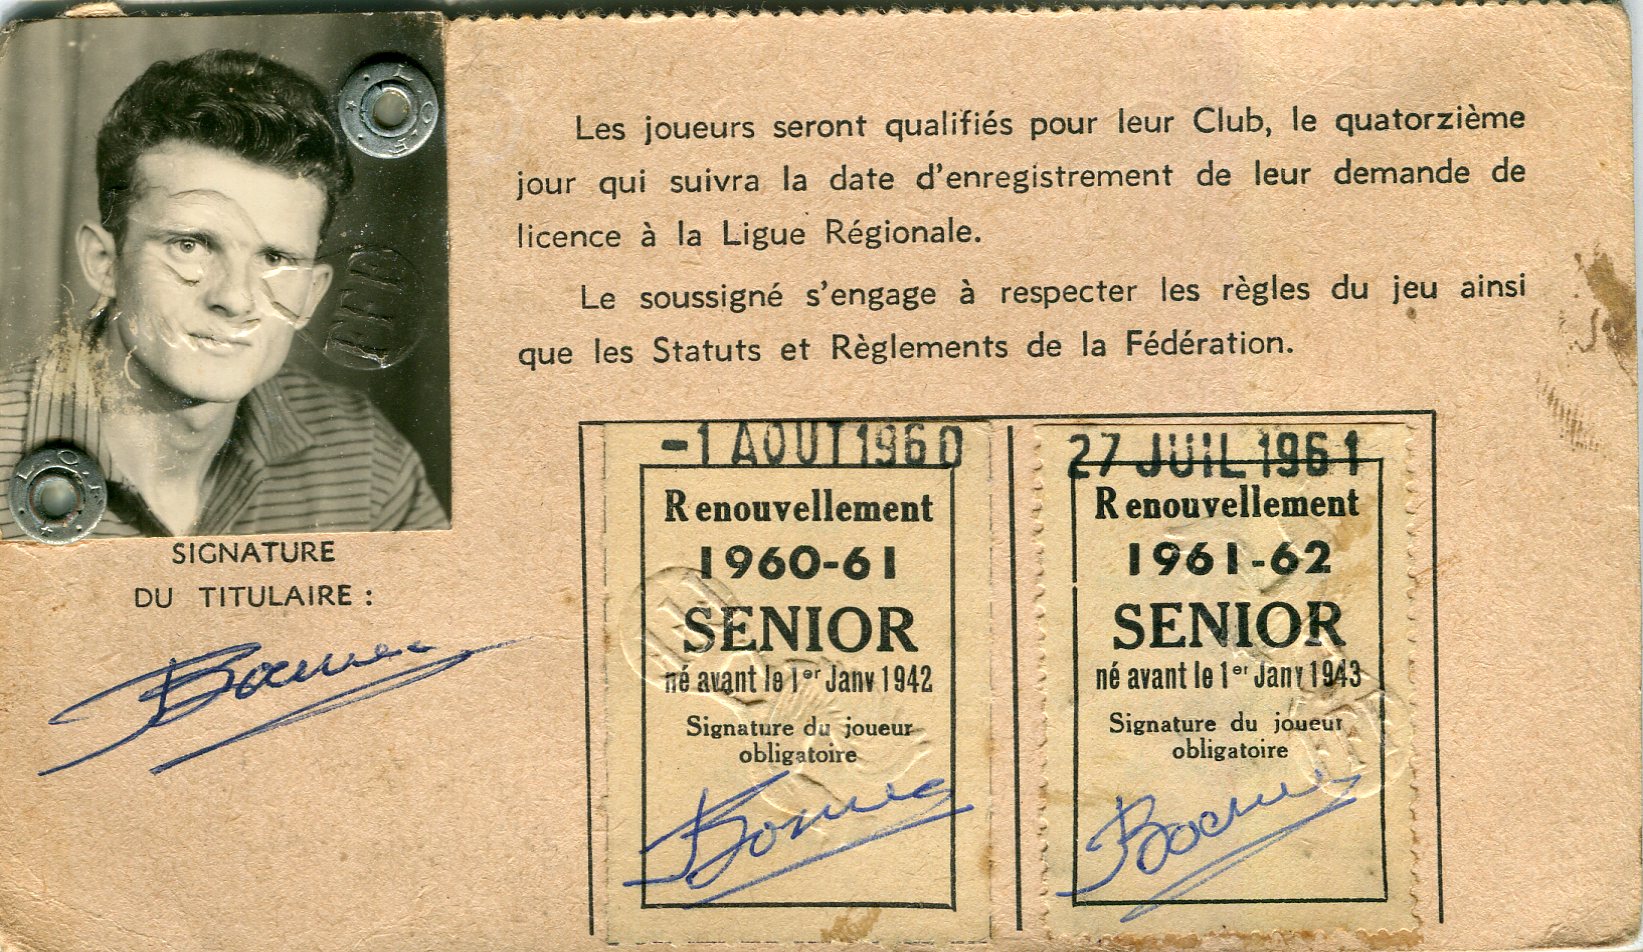 Les joueurs seront qualifiés pour leur Club, le quatorzième
jour qui suivra la date d'enregistrement de leur demande de
licence à la Ligue Régionale.
Le soussigné s'engage à respecter les règles du jeu ainsi
que les Statuts et Règlements de la Fédération.
SIGNATURE
DU TITULAIRE :
-1 AOUT 1960
Renouvellement
1960-61
SENIOR
né avant le 1er Janv 1942
Signature du joueur
obligatoire
27 JUIL 1961
Renouvellement
1961-62
SENIOR
né avant le 1er Janv 1943
Signature du joueur
obligatoire